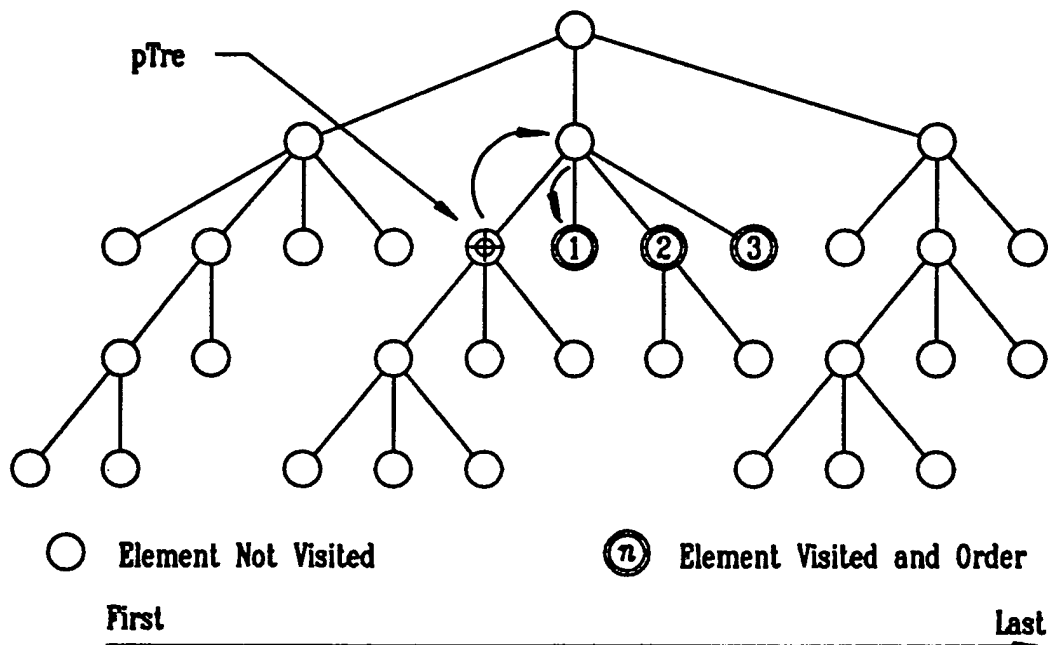 pTre
1 2 3
Element Not Visited
n Element Visited and Order
First Last